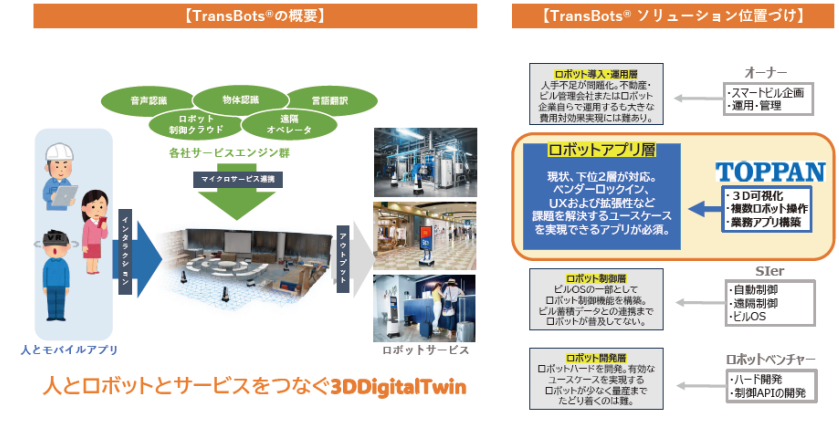 【TransBots®の概要】
音声認識
物体認識
言語翻訳
ロボット
制御クラウド
遠隔
オペレータ
各社サービスエンジン群
マイクロサービス連携
インタラクション
アウトプット
人とモバイルアプリ
ロボットサービス
人とロボットとサービスをつなぐ3DDigitalTwin
【TransBots® ソリューション位置づけ】
ロボット導入・運用層
人手不足が問題化。不動産・
ビル管理会社またはロボット
企業自らで運用するも大きな
費用対効果実現には難あり。
オーナー
・スマートビル企画
・運用・管理
ロボットアプリ層
現状、下位2層が対応。
ベンダーロックイン、
UXおよび拡張性など
課題を解決するユースケース
を実現できるアプリが必須。
TOPPAN
・3D可視化
・複数ロボット操作
・業務アプリ構築
ロボット制御層
ビルOSの一部として
ロボット制御機能を構築。
ビル蓄積データとの連携まで
ロボットが普及してない。
SIer
・自動制御
・遠隔制御
・ビルOS
ロボット開発層
ロボットハードを開発。有効な
ユースケースを実現する
ロボットが少なく量産まで
たどり着くのは難。
ロボットベンチャー
・ハード開発
・制御APIの開発